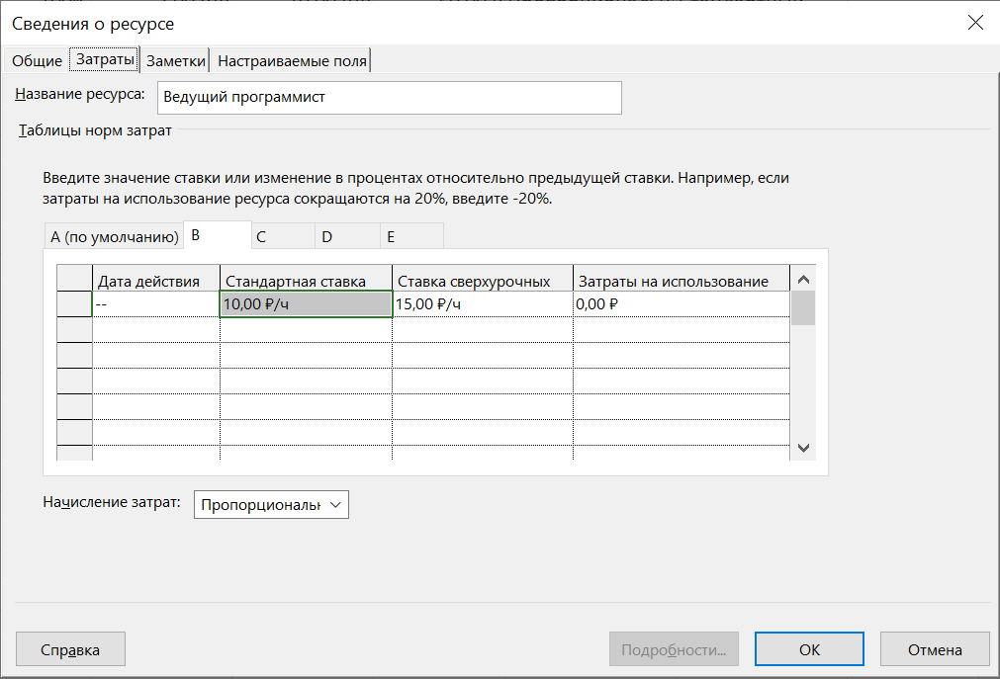 Сведения о ресурсе
Общие Затраты Заметки Настраиваемые поля
Название ресурса: Ведущий программист
Таблицы норм затрат
Введите значение ставки или изменение в процентах относительно предыдущей ставки. Например, если
затраты на использование ресурса сокращаются на 20%, введите -20%.
A (по умолчанию) B C D E
Дата действия Стандартная ставка Ставка сверхурочных Затраты на использование
-- 10,00 ₽/ч 15,00 ₽/ч 0,00 ₽
Начисление затрат: Пропорциональн
Справка Подробности... ОК Отмена